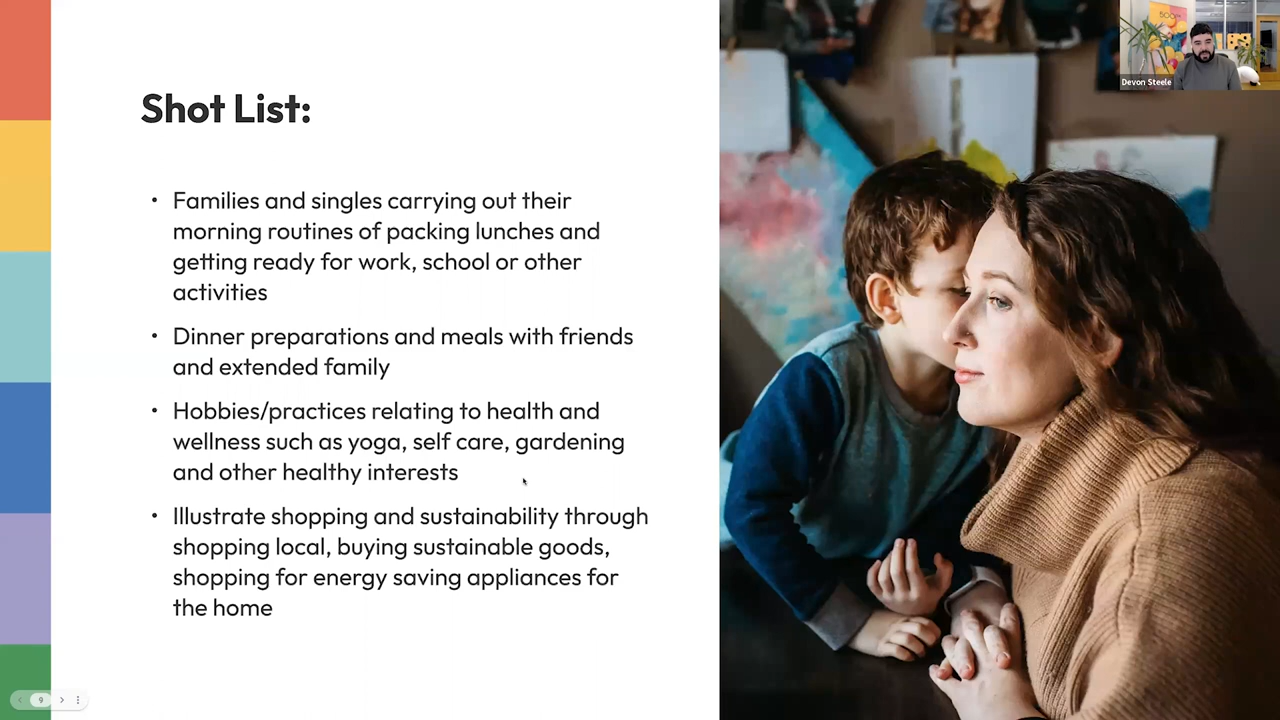 Shot List:
• Families and singles carrying out their
morning routines of packing lunches and
getting ready for work, school or other
activities
• Dinner preparations and meals with friends
and extended family
• Hobbies/practices relating to health and
wellness such as yoga, self care, gardening
and other healthy interests
• Illustrate shopping and sustainability through
shopping local, buying sustainable goods,
shopping for energy saving appliances for
the home
9
Devon Steele